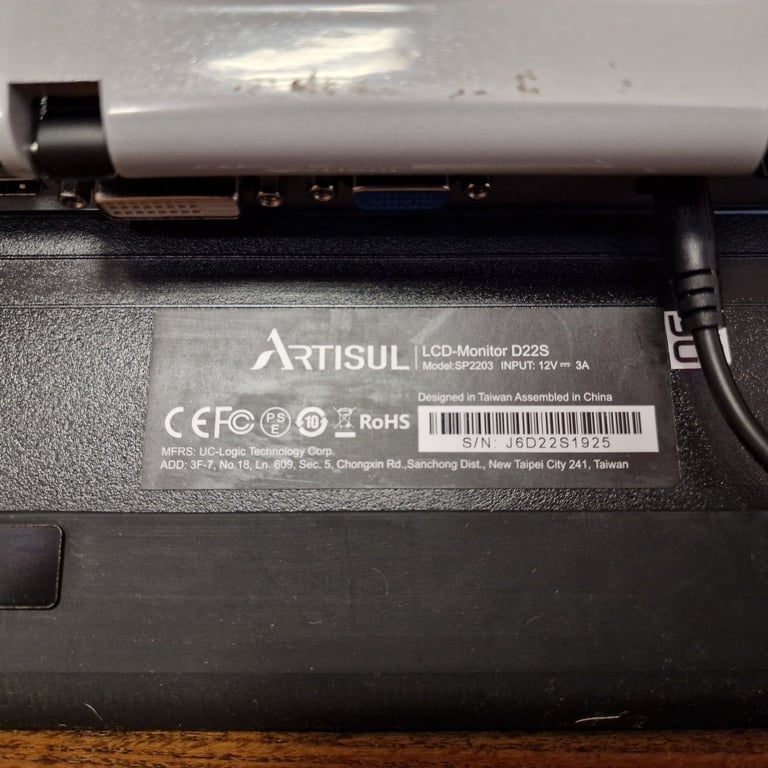 ARTISUL
LCD-Monitor D22S
Model:SP2203 INPUT: 12V⎓ 3A
Designed in Taiwan Assembled in China
CE FC PSE 10 RoHS
S/N: J6D22S1925
MFRS: UC-Logic Technology Corp.
ADD: 3F-7, No.18, Ln. 609, Sec. 5, Chongxin Rd.,Sanchong Dist., New Taipei City 241, Taiwan